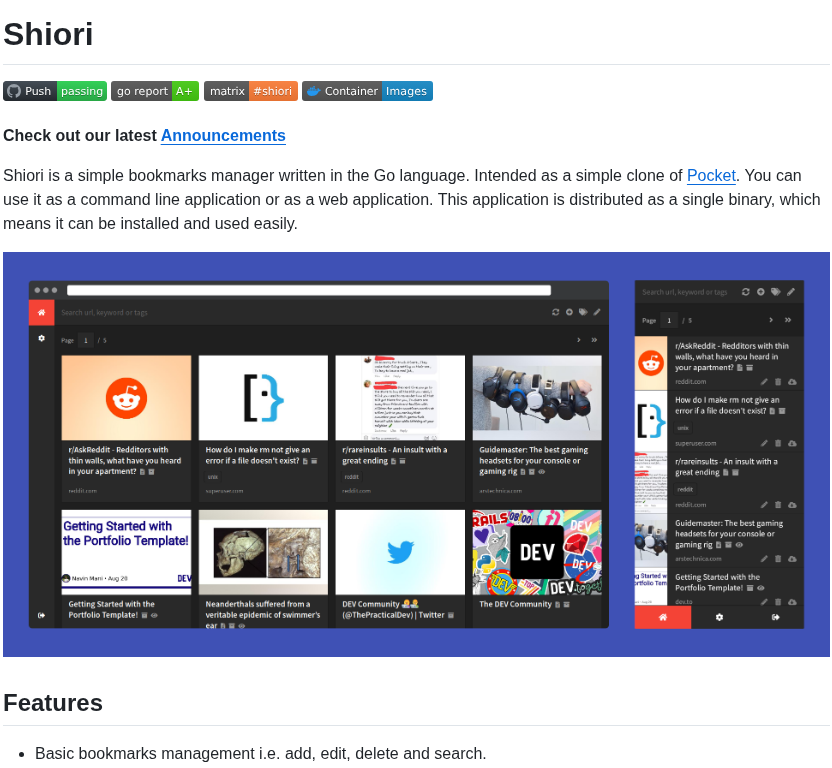 Shiori
Push passing go report A+ matrix #shiori Container Images
Check out our latest Announcements
Shiori is a simple bookmarks manager written in the Go language. Intended as a simple clone of Pocket. You can
use it as a command line application or as a web application. This application is distributed as a single binary, which
means it can be installed and used easily.
Search url, keyword or tags
Page 1 / 5
r/AskReddit - Redditors with
thin walls, what have you heard
in your apartment?
reddit.com
How do I make rm not give an
error if a file doesn't exist?
unix
superuser.com
r/rareinsults - An insult with a
great ending
reddit
reddit.com
Guidemaster: The best gaming
headsets for your console or
gaming rig
arstechnica.com
Getting Started with
the Portfolio Template!
Navin Mani • Aug 28
DEV
Getting Started with the
Portfolio Template!
Neanderthals suffered from a
veritable epidemic of swimmer's
ear
DEV Community
(@ThePracticalDev) | Twitter
DEV
The DEV Community
Search url, keyword or tags
Page 1 / 5
r/AskReddit - Redditors with thin
walls, what have you heard in
your apartment?
reddit.com
How do I make rm not give an
error if a file doesn't exist?
unix
superuser.com
r/rareinsults - An insult with a
great ending
reddit
reddit.com
Guidemaster: The best gaming
headsets for your console or
gaming rig
arstechnica.com
Getting Started with the
Portfolio Template!
dev.to
Features
Basic bookmarks management i.e. add, edit, delete and search.